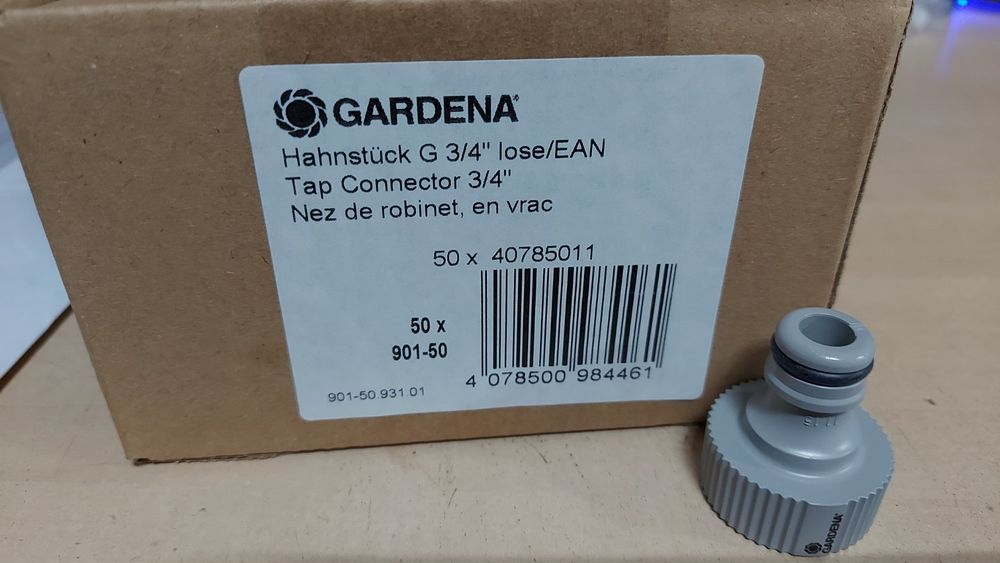 GARDENA®
Hahnstück G 3/4" lose/EAN
Tap Connector 3/4"
Nez de robinet, en vrac
50 x 40785011
50 x
901-50
4 078500 984461
901-50.931.01
GARDENA